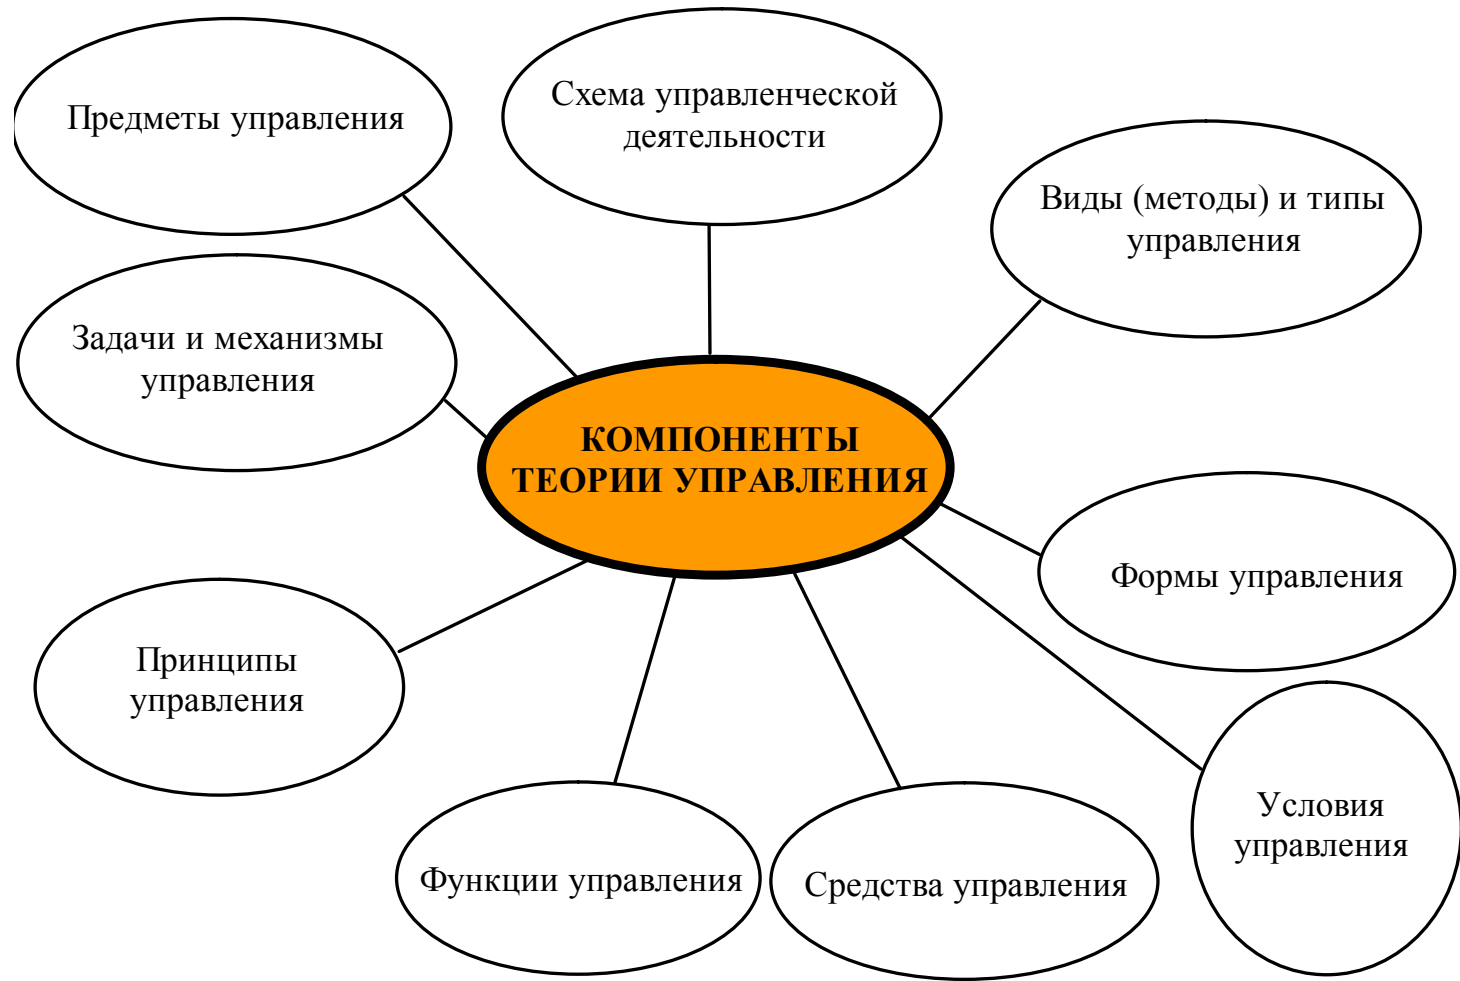 Предметы управления
Схема управленческой
деятельности
Виды (методы) и типы
управления
Задачи и механизмы
управления
КОМПОНЕНТЫ
ТЕОРИИ УПРАВЛЕНИЯ
Формы управления
Принципы
управления
Условия
управления
Функции управления
Средства управления